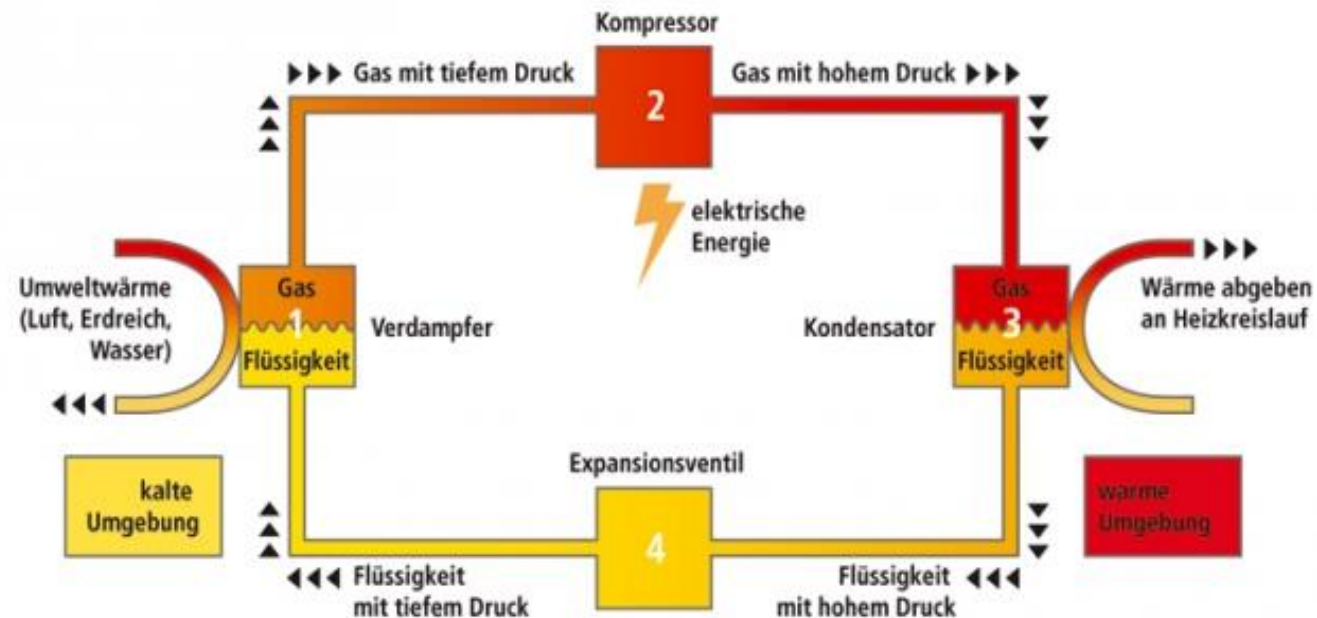 Kompressor
Gas mit tiefem Druck
Gas mit hohem Druck
2
elektrische
Energie
Umweltwärme
(Luft, Erdreich,
Wasser)
Gas
1
Flüssigkeit
Verdampfer
Kondensator
Gas
3
Flüssigkeit
Wärme abgeben
an Heizkreislauf
kalte
Umgebung
Expansionsventil
4
warme
Umgebung
Flüssigkeit
mit tiefem Druck
Flüssigkeit
mit hohem Druck